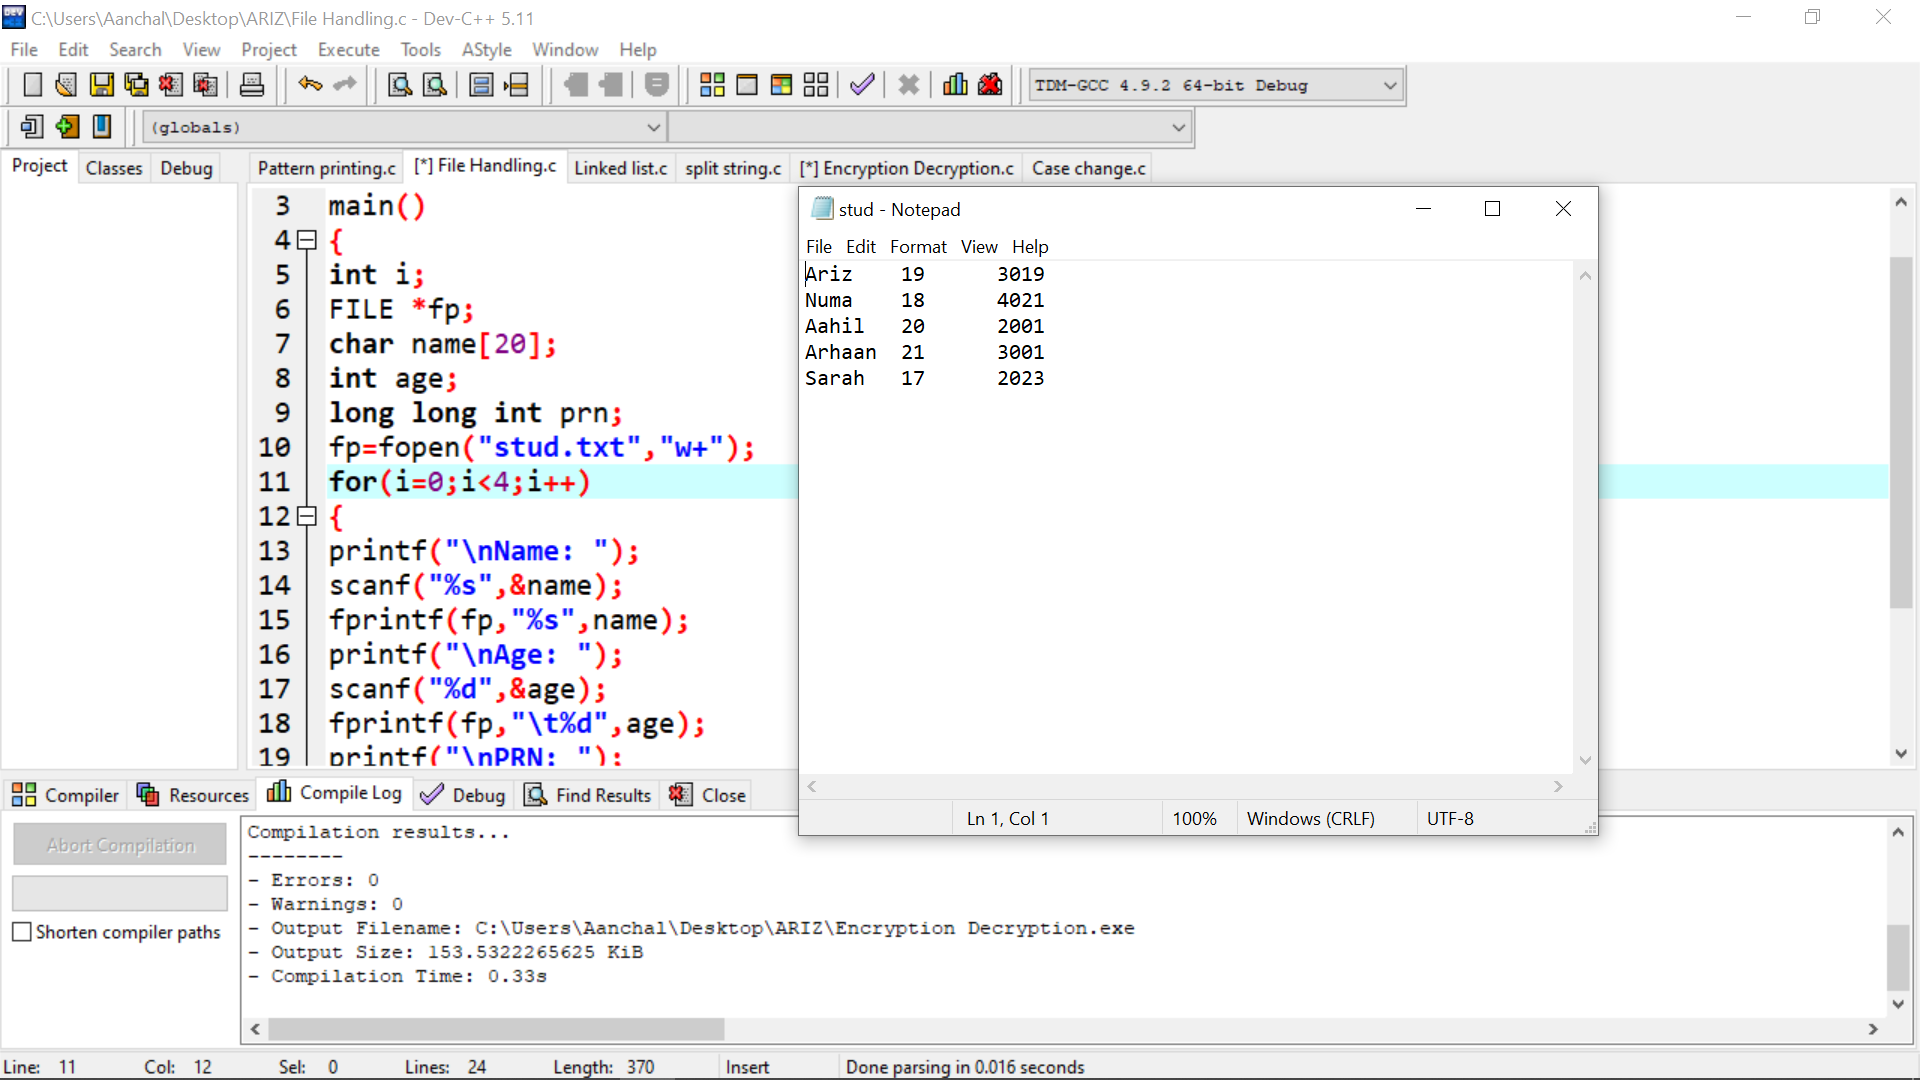 C:\Users\Aanchal\Desktop\ARIZ\File Handling.c - Dev-C++ 5.11
File Edit Search View Project Execute Tools AStyle Window Help
TDM-GCC 4.9.2 64-bit Debug
(globals)
Project Classes Debug
Pattern printing.c [*] File Handling.c Linked list.c split string.c [*] Encryption Decryption.c Case change.c
3 main()
4 {
5 int i;
6 FILE *fp;
7 char name[20];
8 int age;
9 long long int prn;
10 fp=fopen("stud.txt","w+");
11 for(i=0;i<4;i++)
12 {
13 printf("\nName: ");
14 scanf("%s",&name);
15 fprintf(fp,"%s",name);
16 printf("\nAge: ");
17 scanf("%d",&age);
18 fprintf(fp,"\t%d",age);
19 printf("\nPRN: ");
stud - Notepad
File Edit Format View Help
Ariz 19 3019
Numa 18 4021
Aahil 20 2001
Arhaan 21 3001
Sarah 17 2023
Ln 1, Col 1 100% Windows (CRLF) UTF-8
Compiler Resources Compile Log Debug Find Results Close
Abort Compilation
Shorten compiler paths
Compilation results...
--------
- Errors: 0
- Warnings: 0
- Output Filename: C:\Users\Aanchal\Desktop\ARIZ\Encryption Decryption.exe
- Output Size: 153.5322265625 KiB
- Compilation Time: 0.33s
Line: 11 Col: 12 Sel: 0 Lines: 24 Length: 370 Insert Done parsing in 0.016 seconds